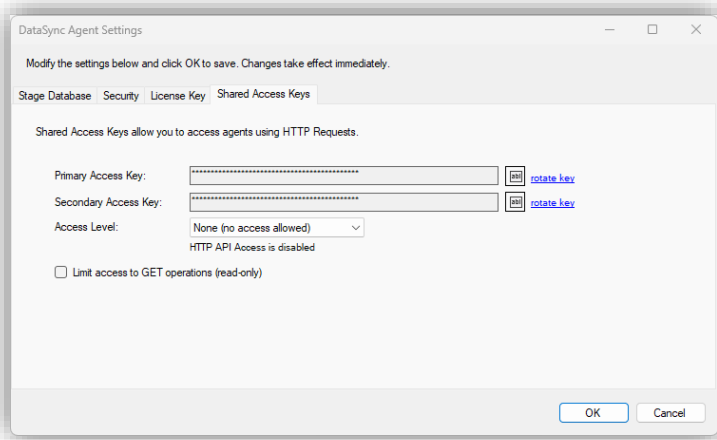 DataSync Agent Settings
Modify the settings below and click OK to save. Changes take effect immediately.
Stage Database Security License Key Shared Access Keys
Shared Access Keys allow you to access agents using HTTP Requests.
Primary Access Key: ******************************************** abl rotate key
Secondary Access Key: ******************************************** abl rotate key
Access Level: None (no access allowed)
HTTP API Access is disabled
Limit access to GET operations (read-only)
OK Cancel